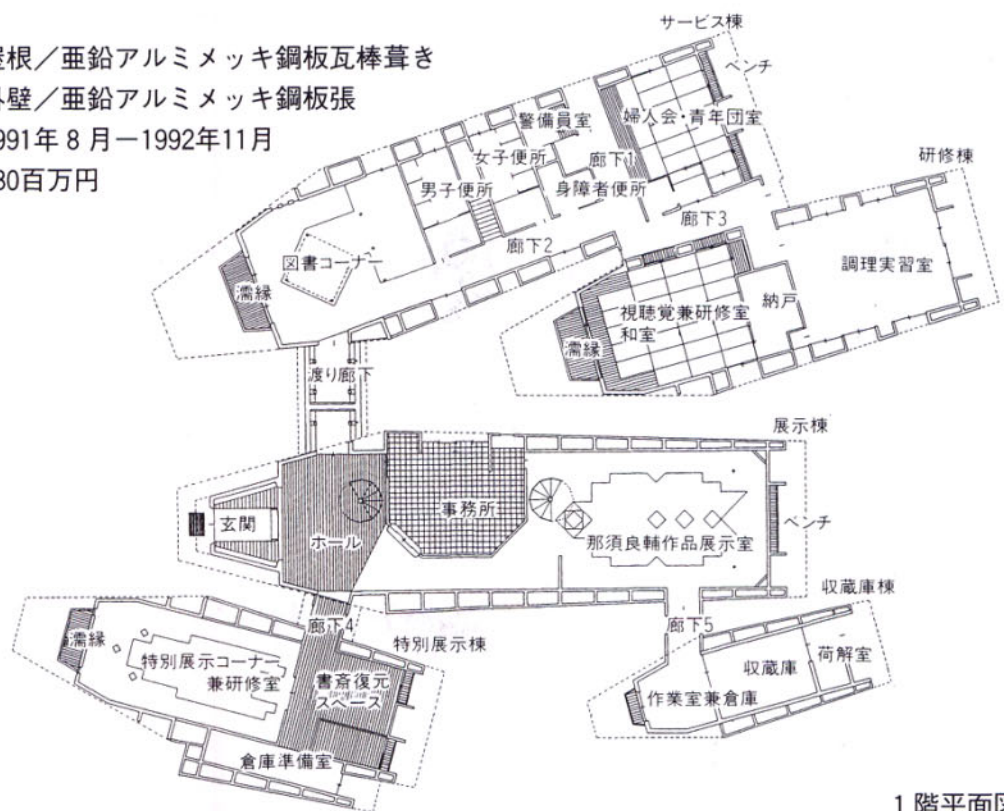 根／亜鉛アルミメッキ鋼板瓦棒葺き
壁／亜鉛アルミメッキ鋼板張
991年8月－1992年11月
30百万円
サービス棟
ベンチ
婦人会・青年団室
警備員室
廊下1
女子便所
身障者便所
男子便所
廊下2
廊下3
図書コーナー
濡縁
研修棟
調理実習室
納戸
視聴覚兼研修室
和室
濡縁
渡り廊下
展示棟
玄関
ホール
事務所
那須良輔作品展示室
ベンチ
収蔵庫棟
廊下4
特別展示棟
廊下5
濡縁
特別展示コーナー
兼研修室
書斎復元
スペース
倉庫準備室
荷解室
収蔵庫
作業室兼倉庫
1階平面図